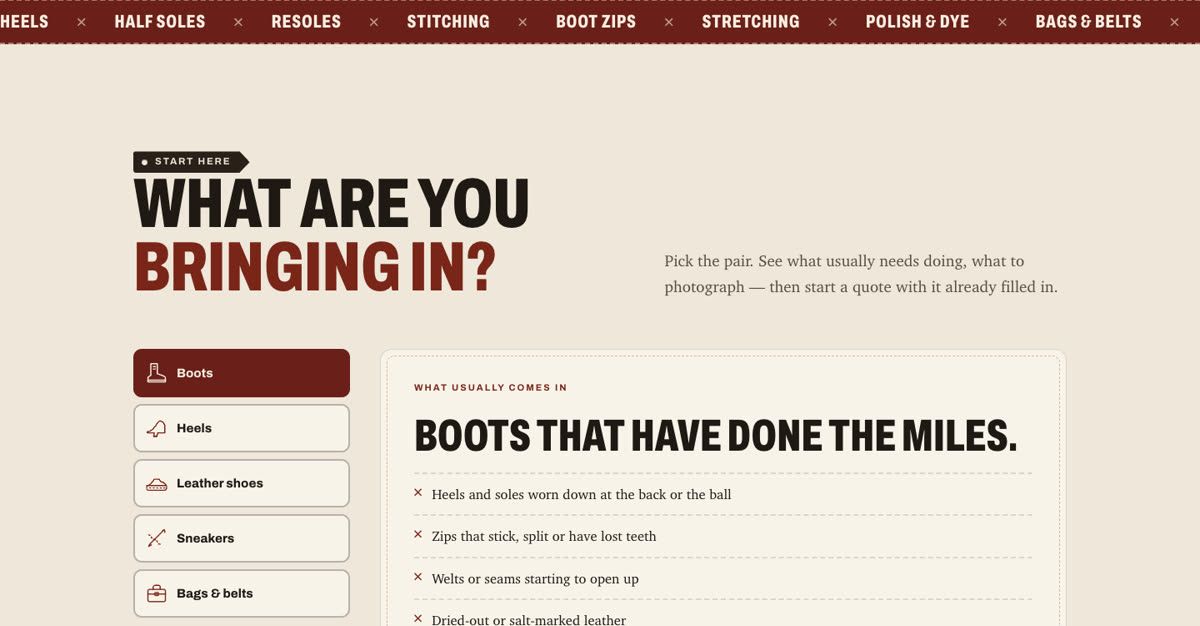 HEELS × HALF SOLES × RESOLES × STITCHING × BOOT ZIPS × STRETCHING × POLISH & DYE × BAGS & BELTS ×
START HERE
WHAT ARE YOU
BRINGING IN?
Pick the pair. See what usually needs doing, what to
photograph — then start a quote with it already filled in.
Boots
Heels
Leather shoes
Sneakers
Bags & belts
WHAT USUALLY COMES IN
BOOTS THAT HAVE DONE THE MILES.
× Heels and soles worn down at the back or the ball
× Zips that stick, split or have lost teeth
× Welts or seams starting to open up
× Dried-out or salt-marked leather